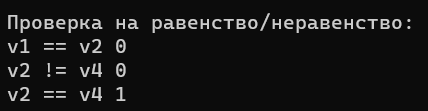 Проверка на равенство/неравенство:
v1 == v2 0
v2 != v4 0
v2 == v4 1